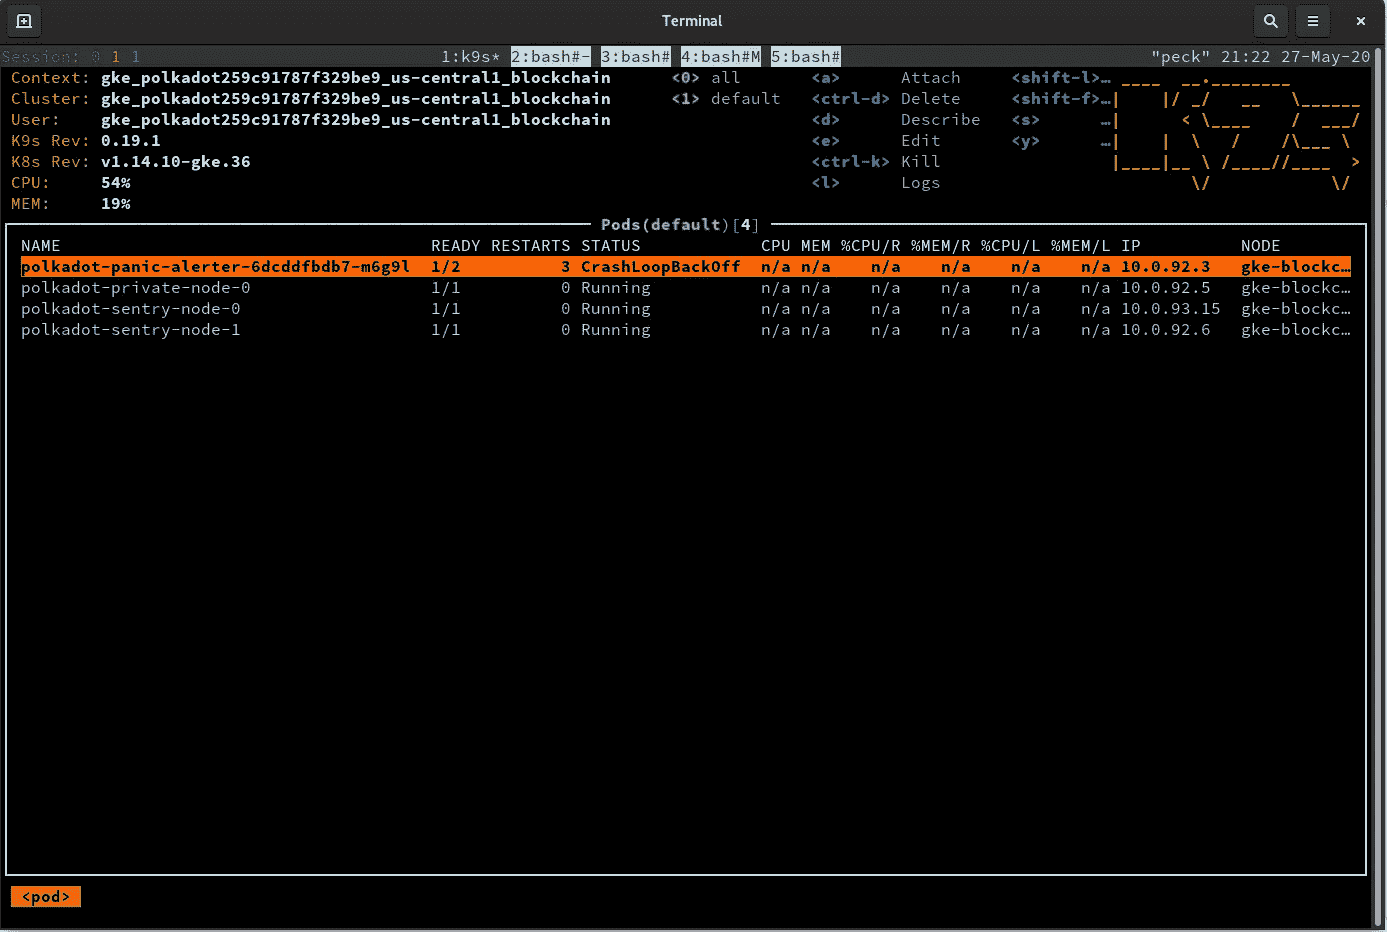 Terminal
Session: 0 1 1 1:k9s* 2:bash#- 3:bash# 4:bash#M 5:bash# "peck" 21:22 27-May-20
Context: gke_polkadot259c91787f329be9_us-central1_blockchain <0> all <a> Attach <shift-l>…
Cluster: gke_polkadot259c91787f329be9_us-central1_blockchain <1> default <ctrl-d> Delete <shift-f>…
User: gke_polkadot259c91787f329be9_us-central1_blockchain <d> Describe <s> …
K9s Rev: 0.19.1 <e> Edit <y> …
K8s Rev: v1.14.10-gke.36 <ctrl-k> Kill
CPU: 54% <l> Logs
MEM: 19%
Pods(default)[4]
NAME READY RESTARTS STATUS CPU MEM %CPU/R %MEM/R %CPU/L %MEM/L IP NODE
polkadot-panic-alerter-6dcddfbdb7-m6g9l 1/2 3 CrashLoopBackOff n/a n/a n/a n/a n/a n/a 10.0.92.3 gke-blockc…
polkadot-private-node-0 1/1 0 Running n/a n/a n/a n/a n/a n/a 10.0.92.5 gke-blockc…
polkadot-sentry-node-0 1/1 0 Running n/a n/a n/a n/a n/a n/a 10.0.93.15 gke-blockc…
polkadot-sentry-node-1 1/1 0 Running n/a n/a n/a n/a n/a n/a 10.0.92.6 gke-blockc…
<pod>